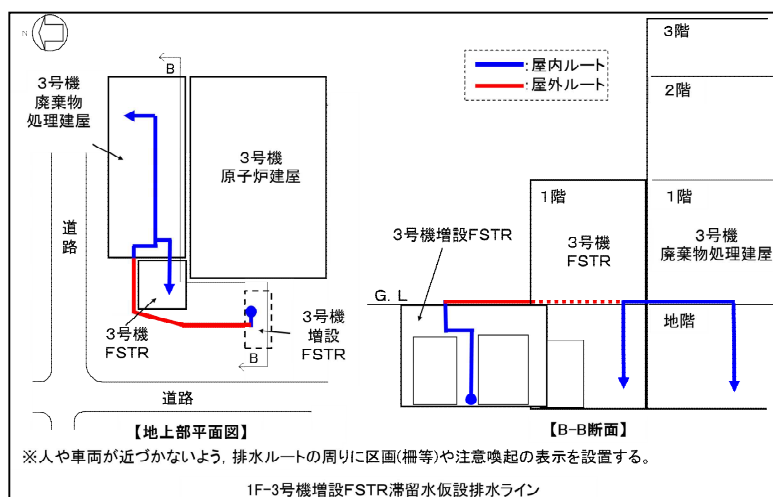 N
B
3号機
廃棄物
処理建屋
3号機
原子炉建屋
道
路
3号機
FSTR
3号機
増設
FSTR
B
道路
【地上部平面図】
:屋内ルート
:屋外ルート
3階
2階
1階
1階
3号機
FSTR
3号機
廃棄物処理建屋
3号機増設FSTR
G.L
地階
【B-B断面】
※人や車両が近づかないよう, 排水ルートの周りに区画(柵等)や注意喚起の表示を設置する。
1F-3号機増設FSTR滞留水仮設排水ライン